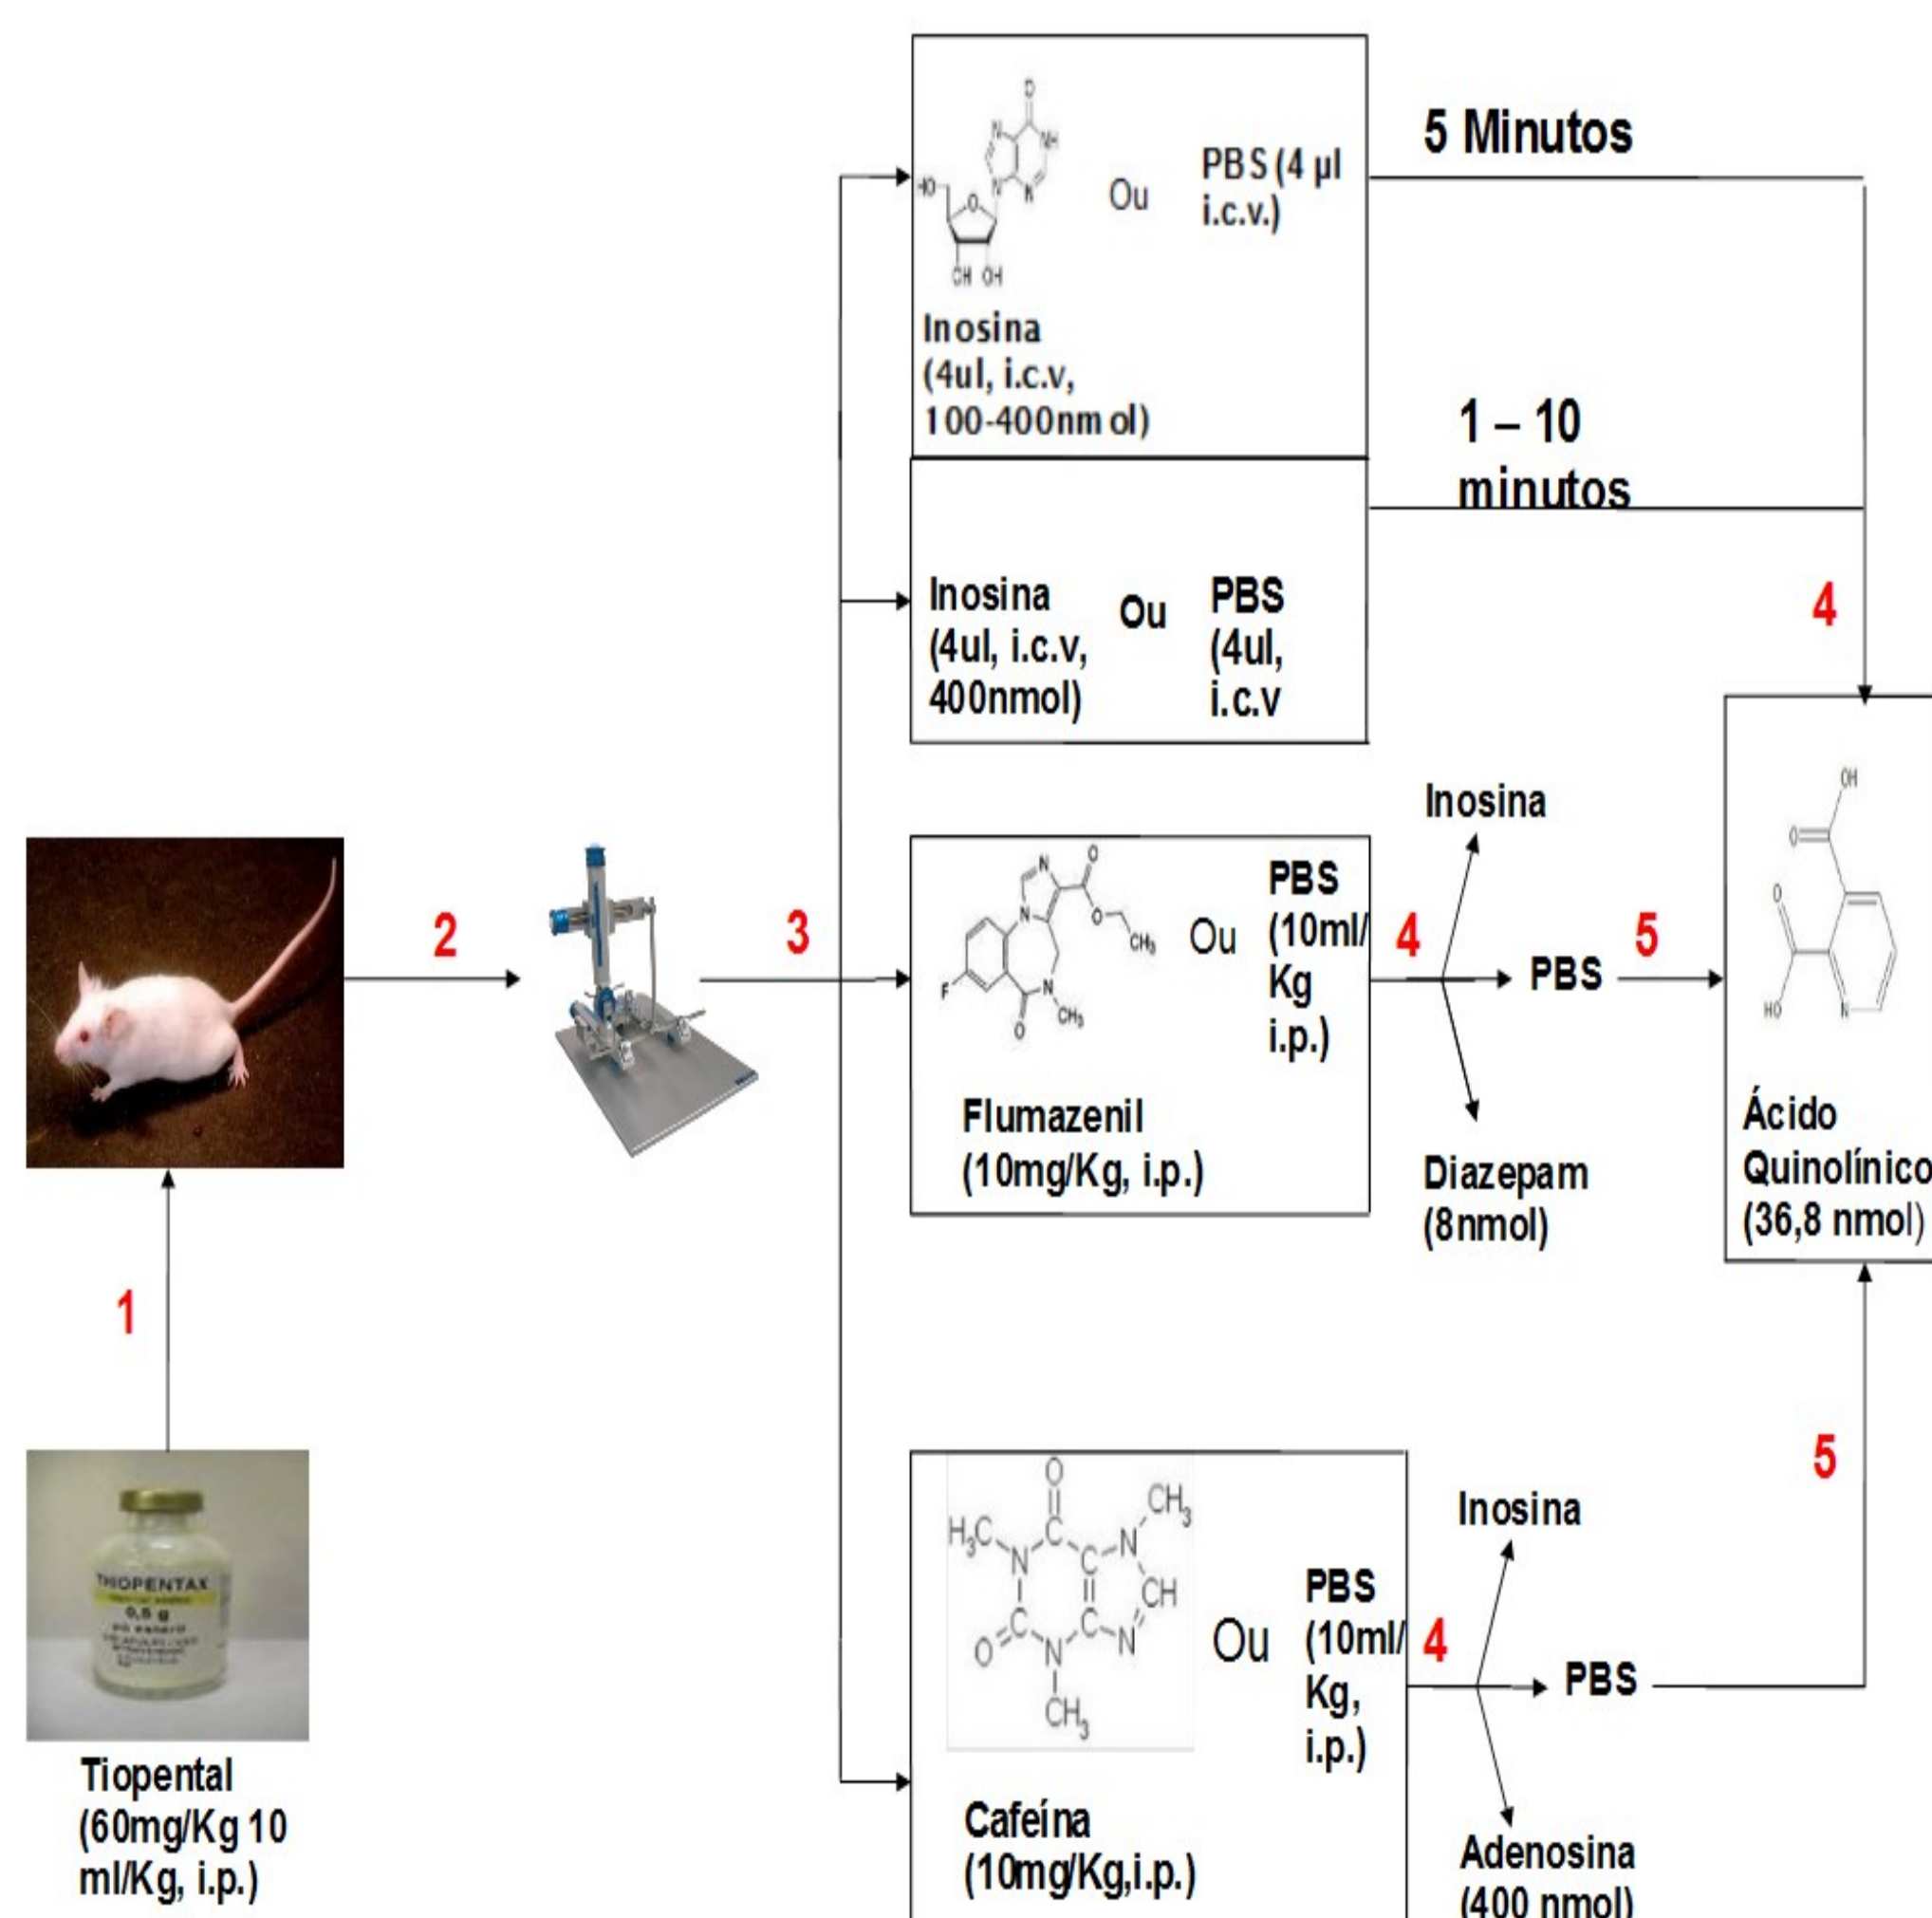 5 Minutos
Ou
PBS (4 µl
i.c.v.)
Inosina
(4ul, i.c.v,
100-400nmol)
1 – 10
minutos
Inosina
(4ul, i.c.v,
400nmol)
Ou
PBS
(4ul,
i.c.v
4
2
3
Ou
PBS
(10ml/
Kg
i.p.)
Flumazenil
(10mg/Kg, i.p.)
4
Inosina
PBS
Diazepam
(8nmol)
5
Ácido
Quinolínico
(36,8 nmol)
1
THIOPENTAX
0,5 g
Tiopental
(60mg/Kg 10
ml/Kg, i.p.)
H₃C
N
O
C
CH₃
CH
Ou
PBS
(10ml/
Kg,
i.p.)
Cafeína
(10mg/Kg,i.p.)
4
Inosina
PBS
Adenosina
(400 nmol)
5